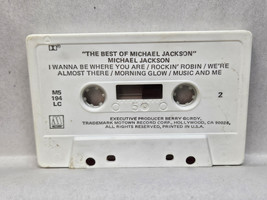 "THE BEST OF MICHAEL JACKSON"
MICHAEL JACKSON
I WANNA BE WHERE YOU ARE / ROCKIN' ROBIN / WE'RE
ALMOST THERE / MORNING GLOW / MUSIC AND ME
MS
194
LC
2
50
EXECUTIVE PRODUCER BERRY GORDY,
TRADEMARK MOTOWN RECORD CORP., HOLLYWOOD, CA 90028,
ALL RIGHTS RESERVED, PRINTED IN U.S.A.